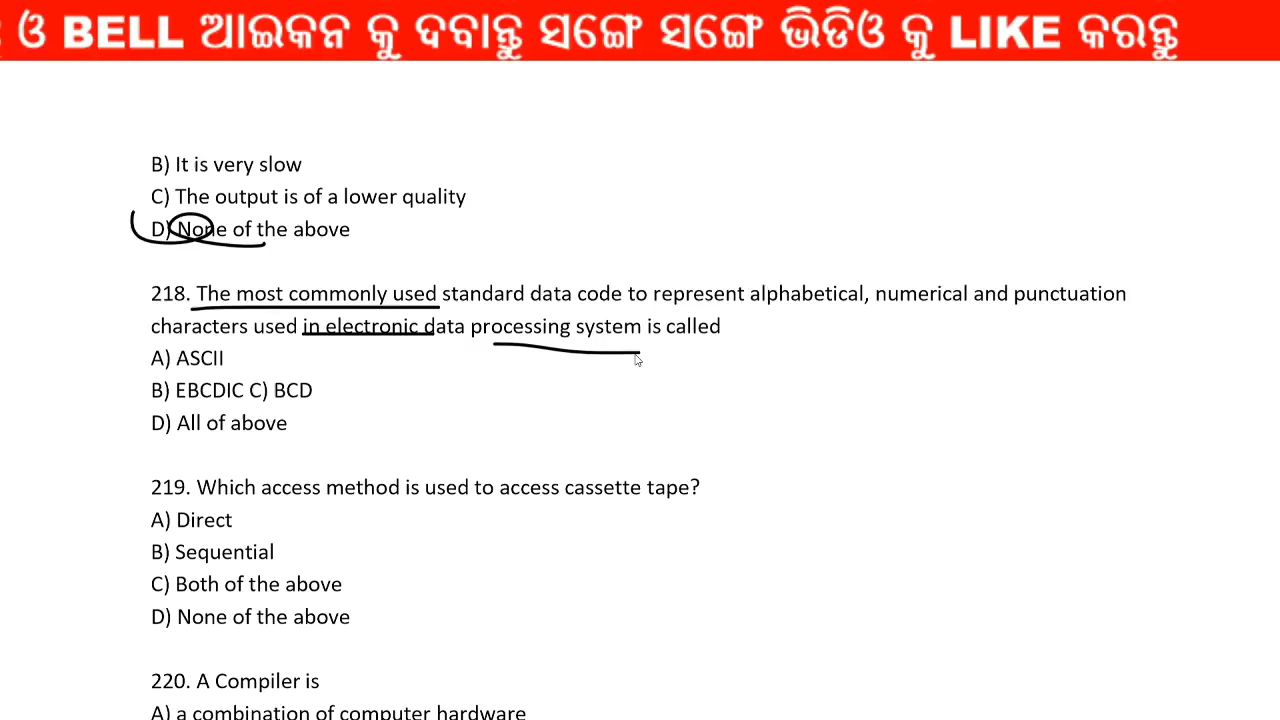 ଓ BELL ଆଇକନ କୁ ଦବାନ୍ତୁ ସଙ୍ଗେ ସଙ୍ଗେ ଭିଡିଓ କୁ LIKE କରନ୍ତୁ
B) It is very slow
C) The output is of a lower quality
D) None of the above
218. The most commonly used standard data code to represent alphabetical, numerical and punctuation
characters used in electronic data processing system is called
A) ASCII
B) EBCDIC C) BCD
D) All of above
219. Which access method is used to access cassette tape?
A) Direct
B) Sequential
C) Both of the above
D) None of the above
220. A Compiler is
A) a combination of computer hardware